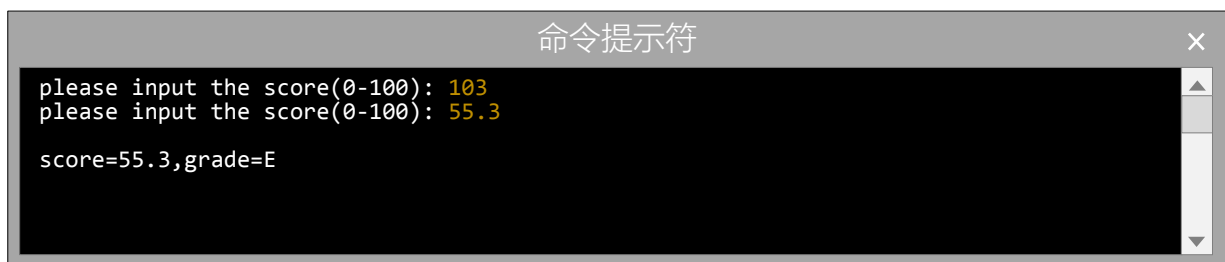 命令提示符
please input the score(0-100): 103
please input the score(0-100): 55.3
score=55.3,grade=E